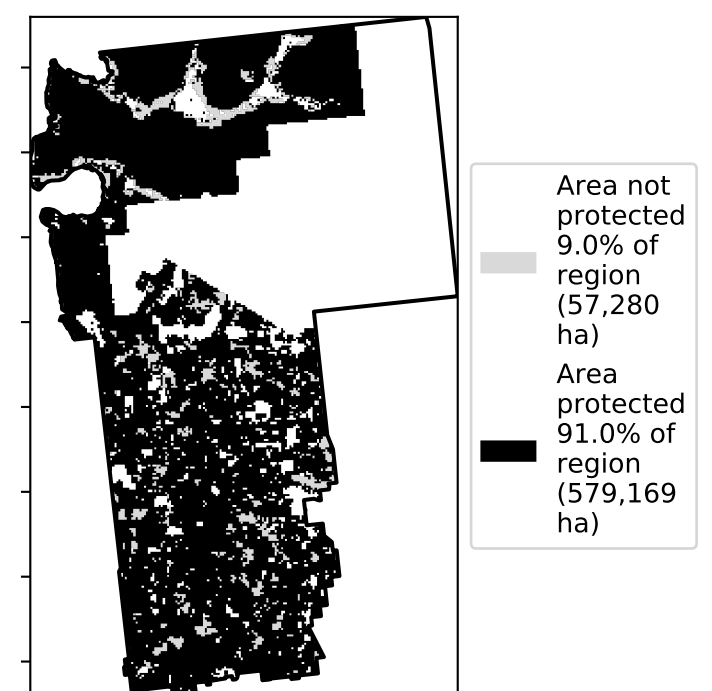 Area not
protected
9.0% of
region
(57,280
ha)
Area
protected
91.0% of
region
(579,169
ha)